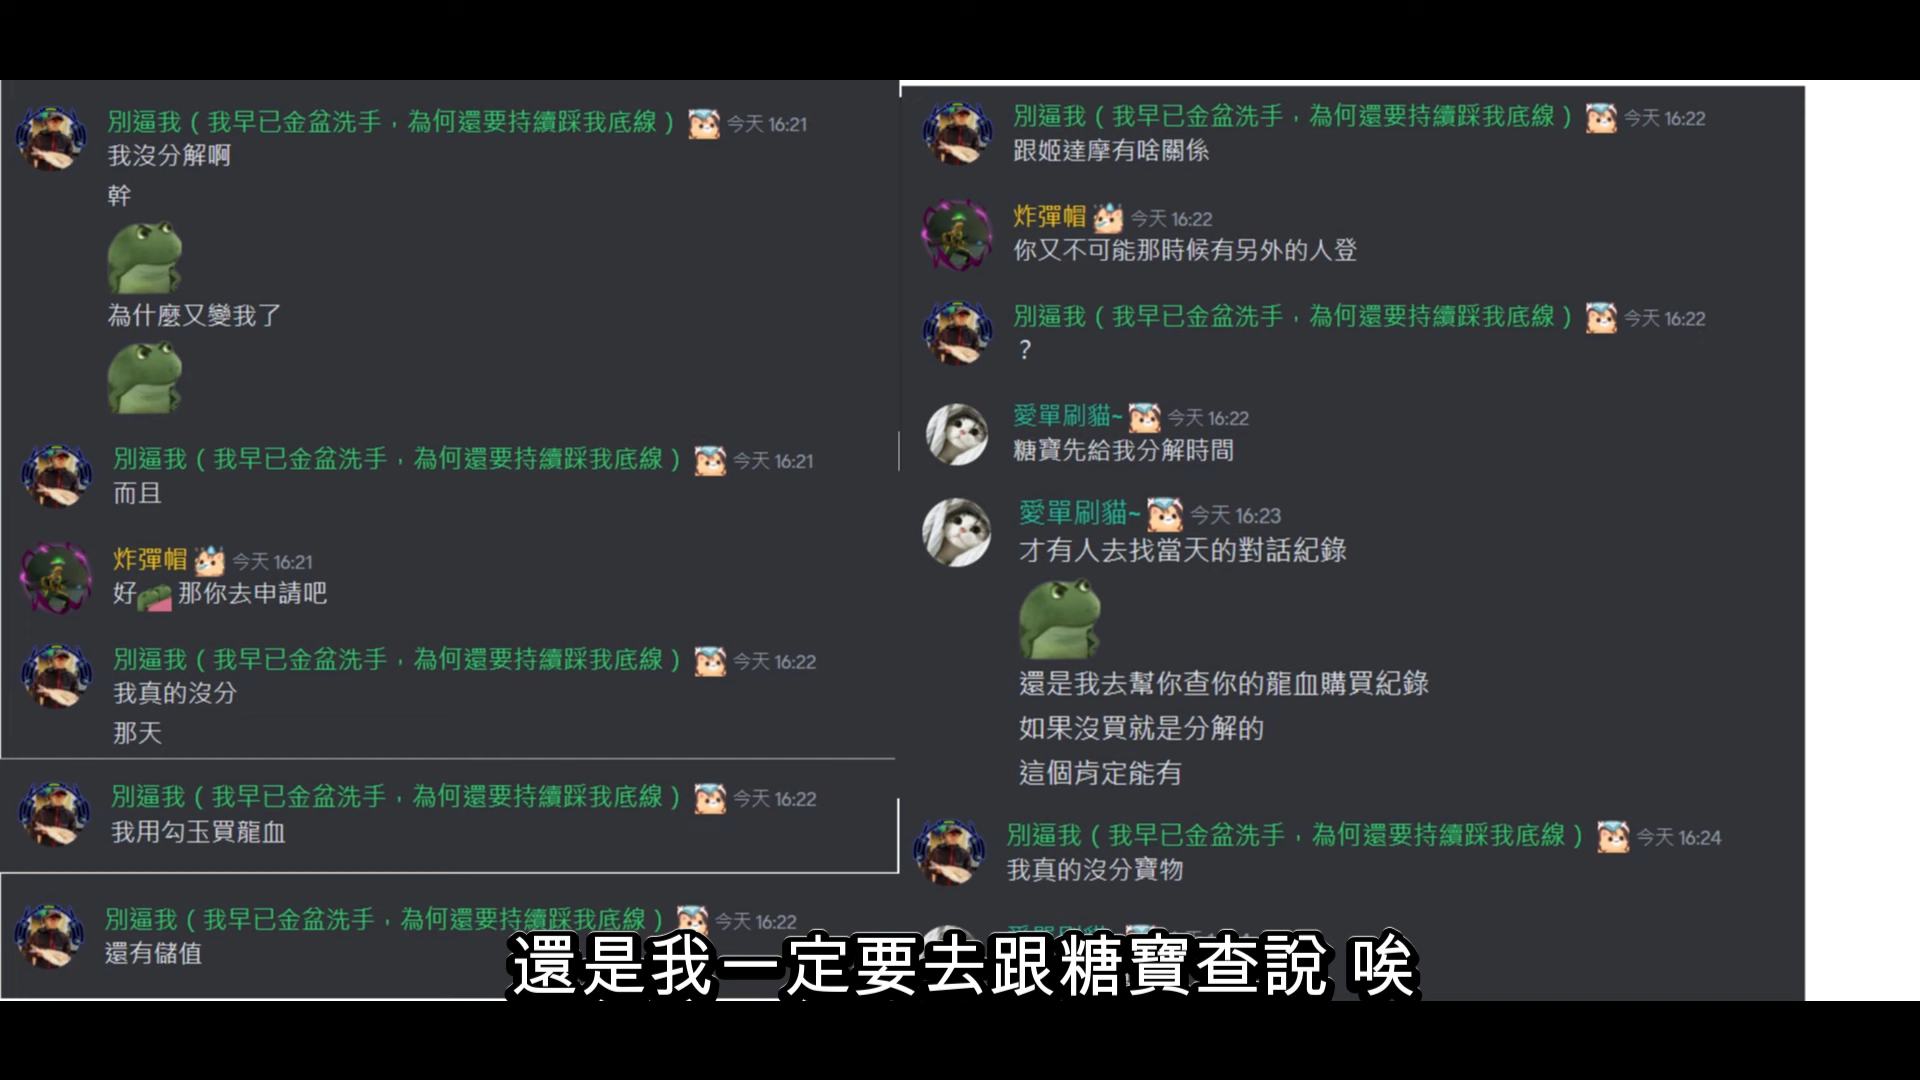 別逼我（我早已金盆洗手，為何還要持續踩我底線） 今天 16:21
我沒分解啊
幹
為什麼又變我了
別逼我（我早已金盆洗手，為何還要持續踩我底線） 今天 16:21
而且
炸彈帽 今天 16:21
好 那你去申請吧
別逼我（我早已金盆洗手，為何還要持續踩我底線） 今天 16:22
我真的沒分
那天
別逼我（我早已金盆洗手，為何還要持續踩我底線） 今天 16:22
我用勾玉買龍血
別逼我（我早已金盆洗手，為何還要持續踩我底線） 今天 16:22
還有儲值
別逼我（我早已金盆洗手，為何還要持續踩我底線） 今天 16:22
跟姬達摩有啥關係
炸彈帽 今天 16:22
你又不可能那時候有另外的人登
別逼我（我早已金盆洗手，為何還要持續踩我底線） 今天 16:22
？
愛單刷貓~ 今天 16:22
糖寶先給我分解時間
愛單刷貓~ 今天 16:23
才有人去找當天的對話紀錄
還是我去幫你查你的龍血購買紀錄
如果沒買就是分解的
這個肯定能有
別逼我（我早已金盆洗手，為何還要持續踩我底線） 今天 16:24
我真的沒分寶物
還是我一定要去跟糖寶查說 唉